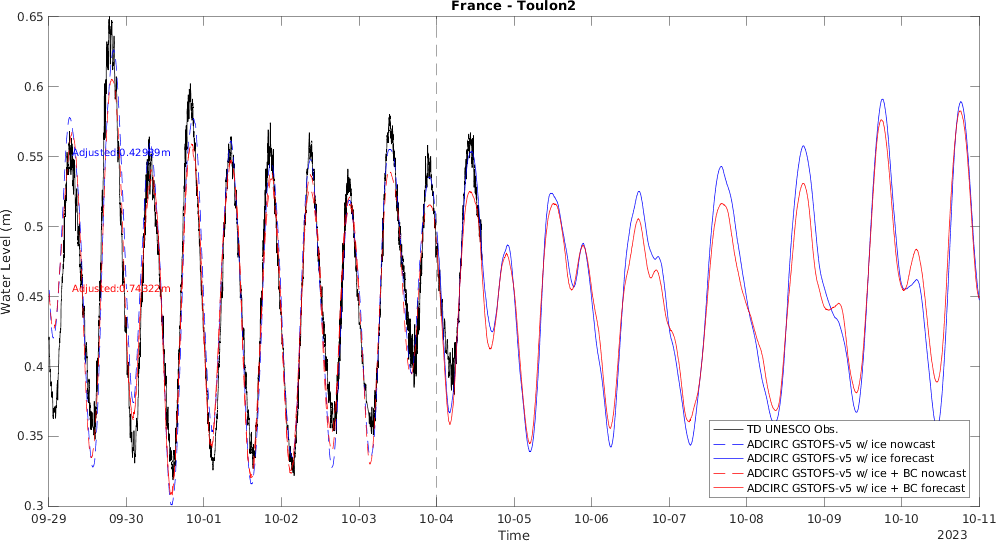 France - Toulon2
Water Level (m)
0.65
0.6
0.55
0.5
0.45
0.4
0.35
0.3
Adjusted:0.42989m
Adjusted:0.74322m
TD UNESCO Obs.
ADCIRC GSTOFS-v5 w/ ice nowcast
ADCIRC GSTOFS-v5 w/ ice forecast
ADCIRC GSTOFS-v5 w/ ice + BC nowcast
ADCIRC GSTOFS-v5 w/ ice + BC forecast
09-29 09-30 10-01 10-02 10-03 10-04 10-05 10-06 10-07 10-08 10-09 10-10 10-11
Time
2023